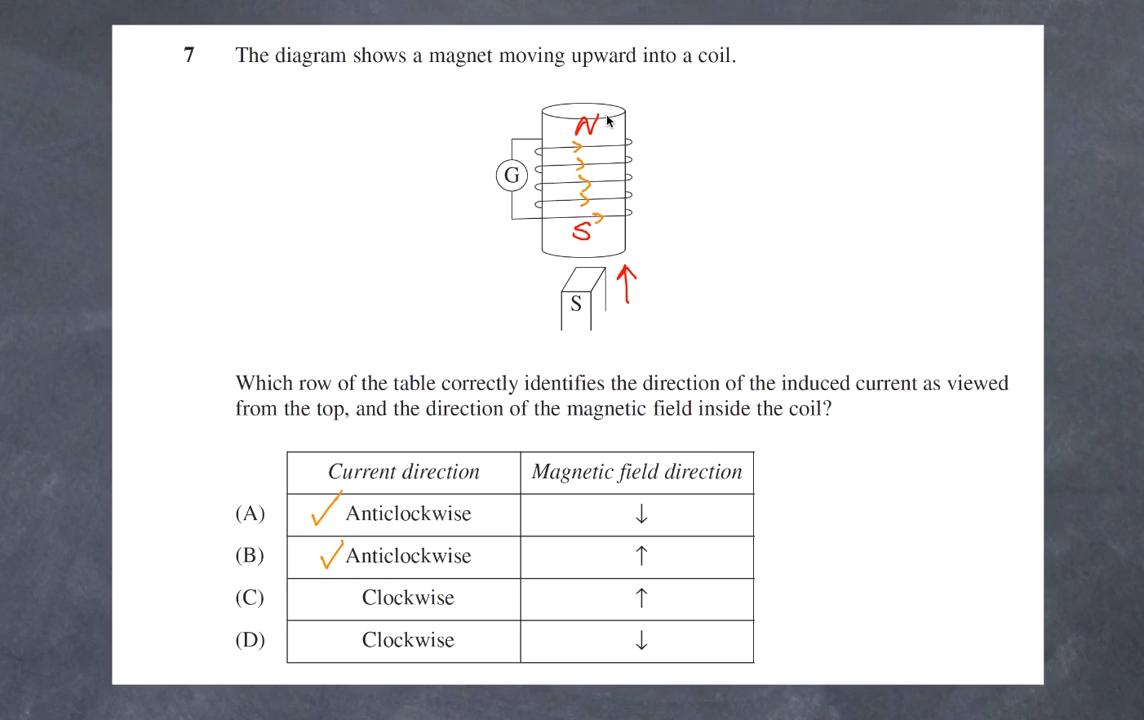 7 The diagram shows a magnet moving upward into a coil.
N
G
S
S
Which row of the table correctly identifies the direction of the induced current as viewed
from the top, and the direction of the magnetic field inside the coil?
Current direction Magnetic field direction
(A) ✓ Anticlockwise ↓
(B) ✓ Anticlockwise ↑
(C) Clockwise ↑
(D) Clockwise ↓